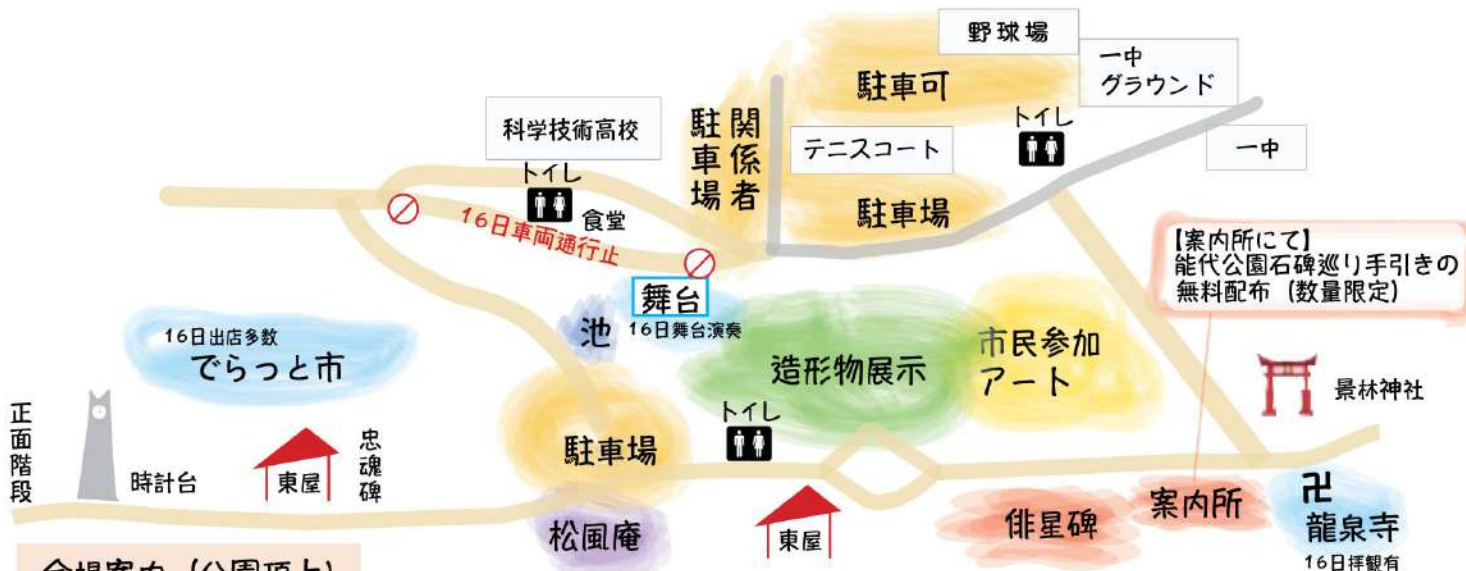 野球場
一中
グラウンド
駐車可
科学技術高校
関係者
駐車場
テニスコート
トイレ
一中
トイレ
食堂
駐車場
16日車両通行止
【案内所にて】
能代公園石碑巡り手引きの
無料配布（数量限定）
舞台
16日舞台演奏
池
16日出店多数
でらっと市
造形物展示
市民参加
アート
景林神社
正面階段
時計台
東屋
忠魂碑
駐車場
トイレ
松風庵
東屋
俳星碑
案内所
卍
龍泉寺
16日拝観有
会場案内（公園頂上）